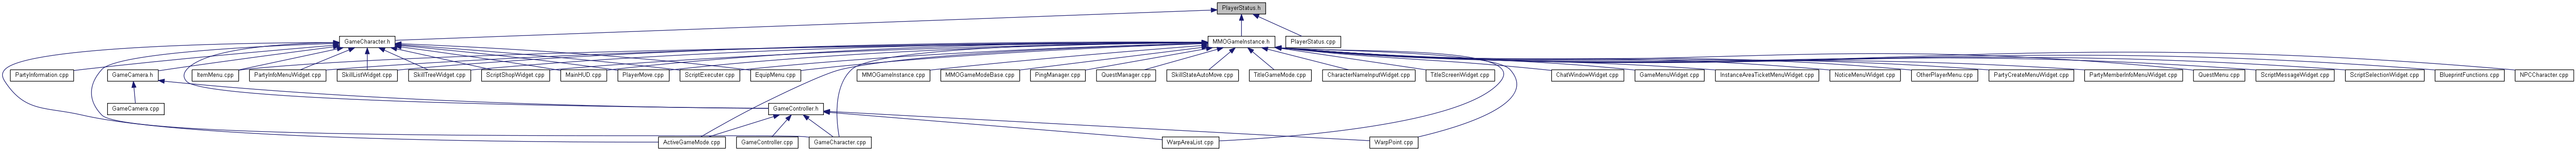 PlayerStatus.h
GameCharacter.h
MMOGameInstance.h
PlayerStatus.cpp
PartyInformation.cpp
GameCamera.h
ItemMenu.cpp
PartyInfoMenuWidget.cpp
SkillListWidget.cpp
SkillTreeWidget.cpp
ScriptShopWidget.cpp
MainHUD.cpp
PlayerMove.cpp
ScriptExecuter.cpp
EquipMenu.cpp
MMOGameInstance.cpp
MMOGameModeBase.cpp
PingManager.cpp
QuestManager.cpp
SkillStateAutoMove.cpp
TitleGameMode.cpp
CharacterNameInputWidget.cpp
TitleScreenWidget.cpp
ChatWindowWidget.cpp
GameMenuWidget.cpp
InstanceAreaTicketMenuWidget.cpp
NoticeMenuWidget.cpp
OtherPlayerMenu.cpp
PartyCreateMenuWidget.cpp
PartyMemberInfoMenuWidget.cpp
QuestMenu.cpp
ScriptMessageWidget.cpp
ScriptSelectionWidget.cpp
BlueprintFunctions.cpp
NPCCharacter.cpp
GameCamera.cpp
GameController.h
ActiveGameMode.cpp
GameController.cpp
GameCharacter.cpp
WarpAreaList.cpp
WarpPoint.cpp